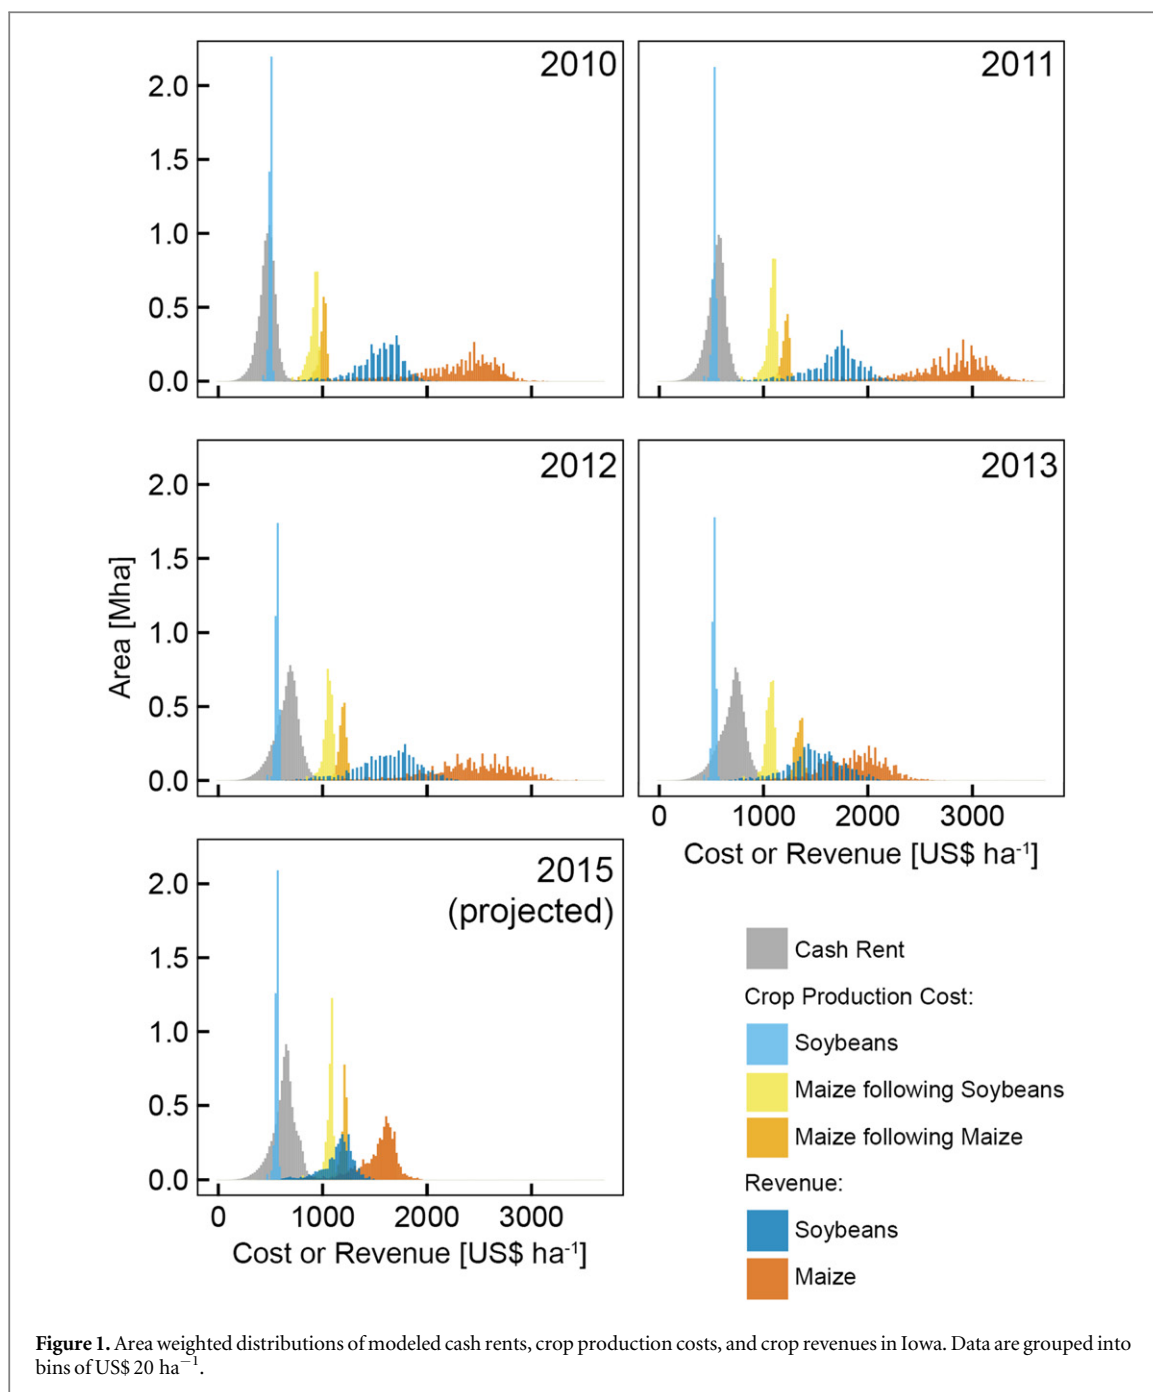 2010
2011
2.0
1.5
1.0
0.5
0.0
2012
2013
2.0
1.5
1.0
0.5
0.0
Area [Mha]
0 1000 2000 3000
Cost or Revenue [US$ ha-1]
2015
(projected)
2.0
1.5
1.0
0.5
0.0
0 1000 2000 3000
Cost or Revenue [US$ ha-1]
Cash Rent
Crop Production Cost:
Soybeans
Maize following Soybeans
Maize following Maize
Revenue:
Soybeans
Maize
Figure 1. Area weighted distributions of modeled cash rents, crop production costs, and crop revenues in Iowa. Data are grouped into
bins of US$ 20 ha−1.